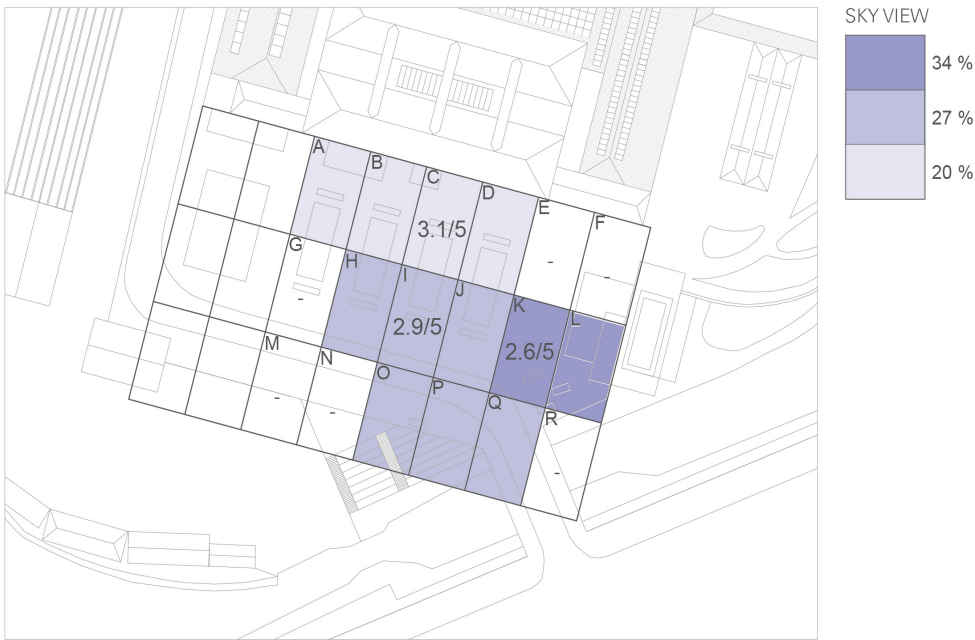 SKY VIEW
34 %
27 %
20 %
A
B
C
D
E
F
3.1/5
-
-
G
H
I
J
K
L
-
2.9/5
2.6/5
M
N
O
P
Q
R
-
-
-